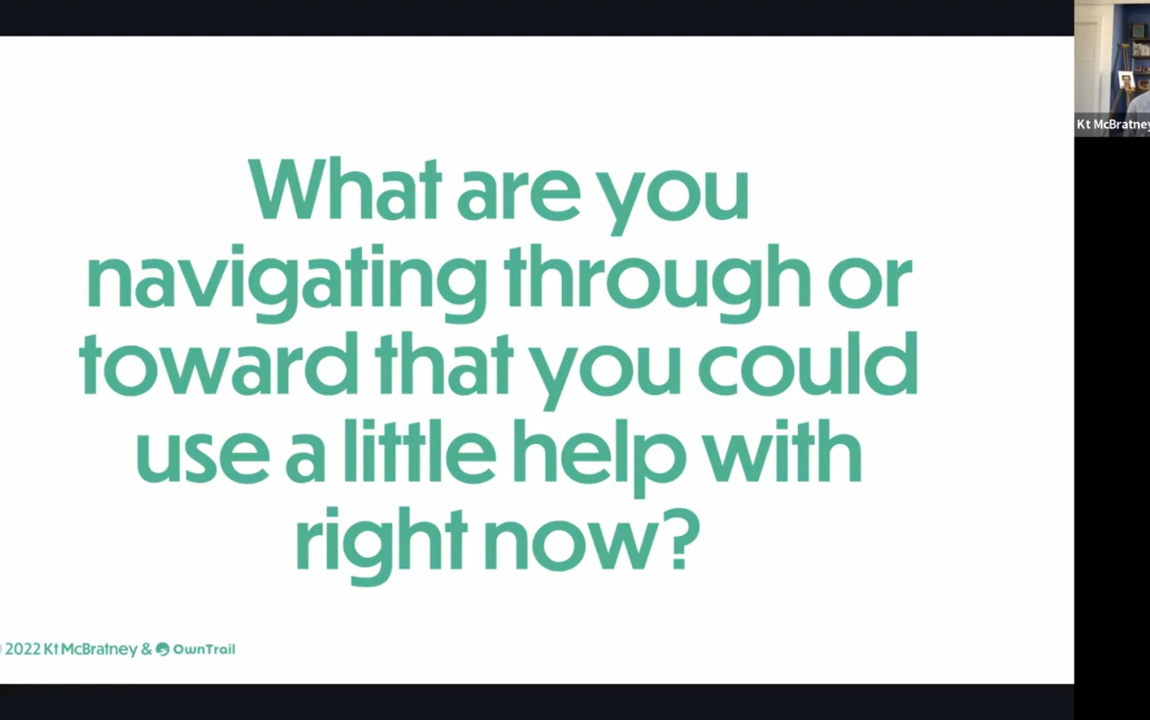 What are you
navigating through or
toward that you could
use a little help with
right now?
2022 Kt McBratney & OwnTrail
Kt McBratney